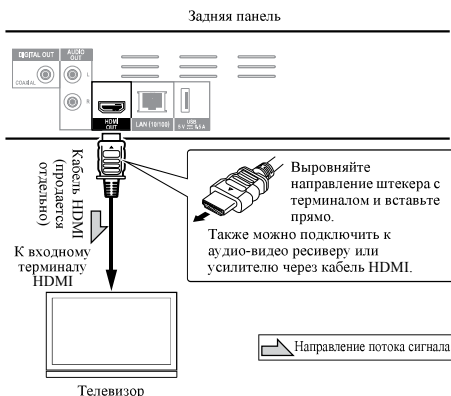 Задняя панель
DIGITAL OUT
COAXIAL
AUDIO
OUT
L
R
HDMI
OUT
LAN (10/100)
USB
Кабель HDMI
(продается
отдельно)
К входному
терминалу
HDMI
Выровняйте
направление штекера с
терминалом и вставьте
прямо.
Также можно подключить к
аудио-видео ресиверу или
усилителю через кабель HDMI.
Направление потока сигнала
Телевизор